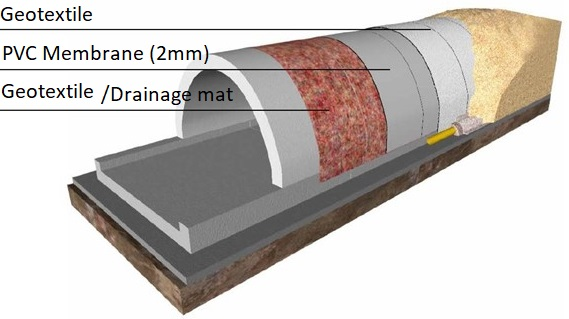 Geotextile
PVC Membrane (2mm)
Geotextile /Drainage mat